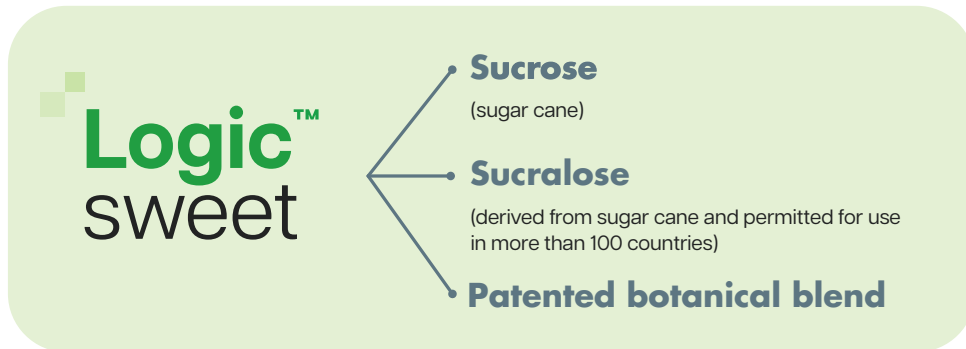 Logic™
sweet
Sucrose
(sugar cane)
Sucralose
(derived from sugar cane and permitted for use
in more than 100 countries)
Patented botanical blend